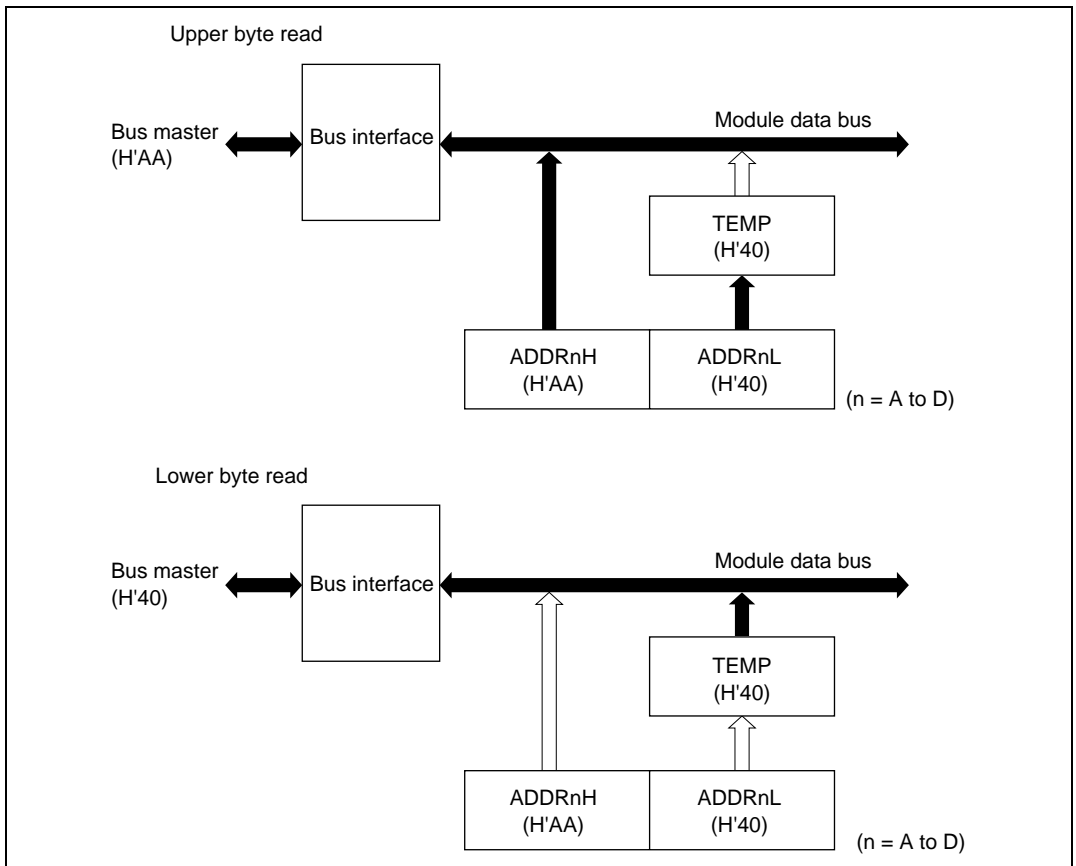 Upper byte read
Bus master
(H'AA)
Bus interface
Module data bus
TEMP
(H'40)
ADDRnH
(H'AA)
ADDRnL
(H'40)
(n = A to D)
Lower byte read
Bus master
(H'40)
Bus interface
Module data bus
TEMP
(H'40)
ADDRnH
(H'AA)
ADDRnL
(H'40)
(n = A to D)